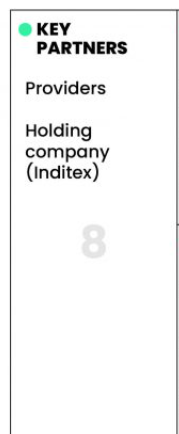 KEY
PARTNERS
Providers
Holding
company
(Inditex)
8